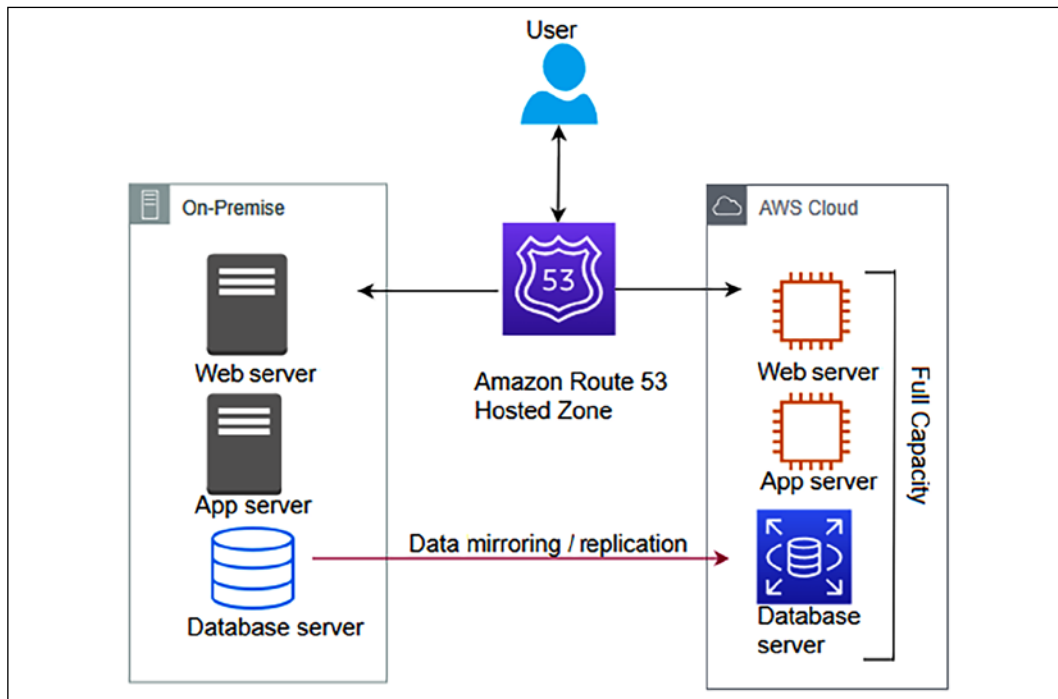 User
On-Premise
AWS Cloud
53
Web server
Amazon Route 53
Hosted Zone
Web server
App server
App server
Full Capacity
Data mirroring / replication
Database server
Database
server